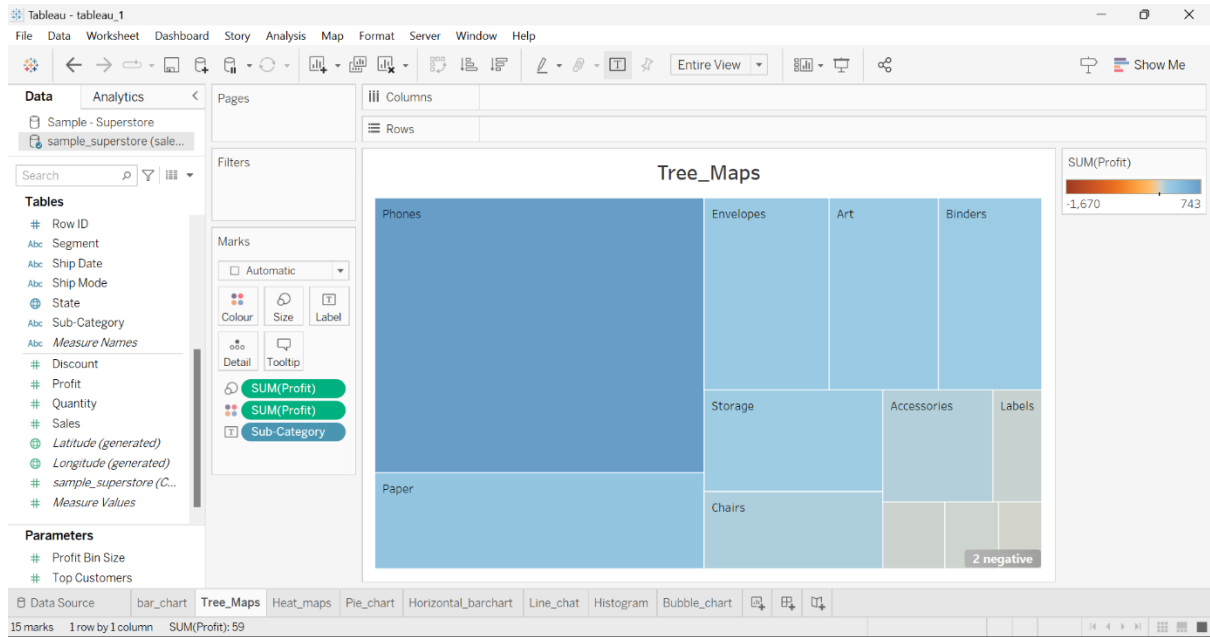 Tableau - tableau_1
File Data Worksheet Dashboard Story Analysis Map Format Server Window Help
Entire View
Show Me
Data Analytics
Sample - Superstore
sample_superstore (sale...
Search
Tables
# Row ID
Abc Segment
Abc Ship Date
Abc Ship Mode
State
Abc Sub-Category
Abc Measure Names
# Discount
# Profit
# Quantity
# Sales
Latitude (generated)
Longitude (generated)
# sample_superstore (C...
# Measure Values
Parameters
# Profit Bin Size
# Top Customers
Pages
Filters
Marks
Automatic
Colour Size Label
Detail Tooltip
SUM(Profit)
SUM(Profit)
Sub-Category
Columns
Rows
Tree_Maps
Phones Envelopes Art Binders
Storage Accessories Labels
Paper
Chairs
2 negative
SUM(Profit)
-1,670 743
Data Source bar_chart Tree_Maps Heat_maps Pie_chart Horizontal_barchart Line_chat Histogram Bubble_chart
15 marks 1 row by 1 column SUM(Profit): 59